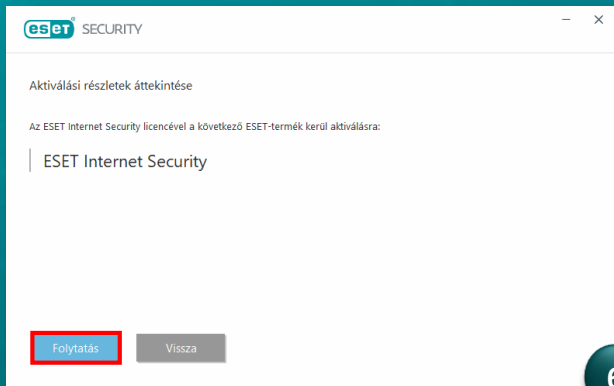 eset SECURITY
Aktiválási részletek áttekintése
Az ESET Internet Security licencével a következő ESET-termék kerül aktiválásra:
ESET Internet Security
Folytatás Vissza